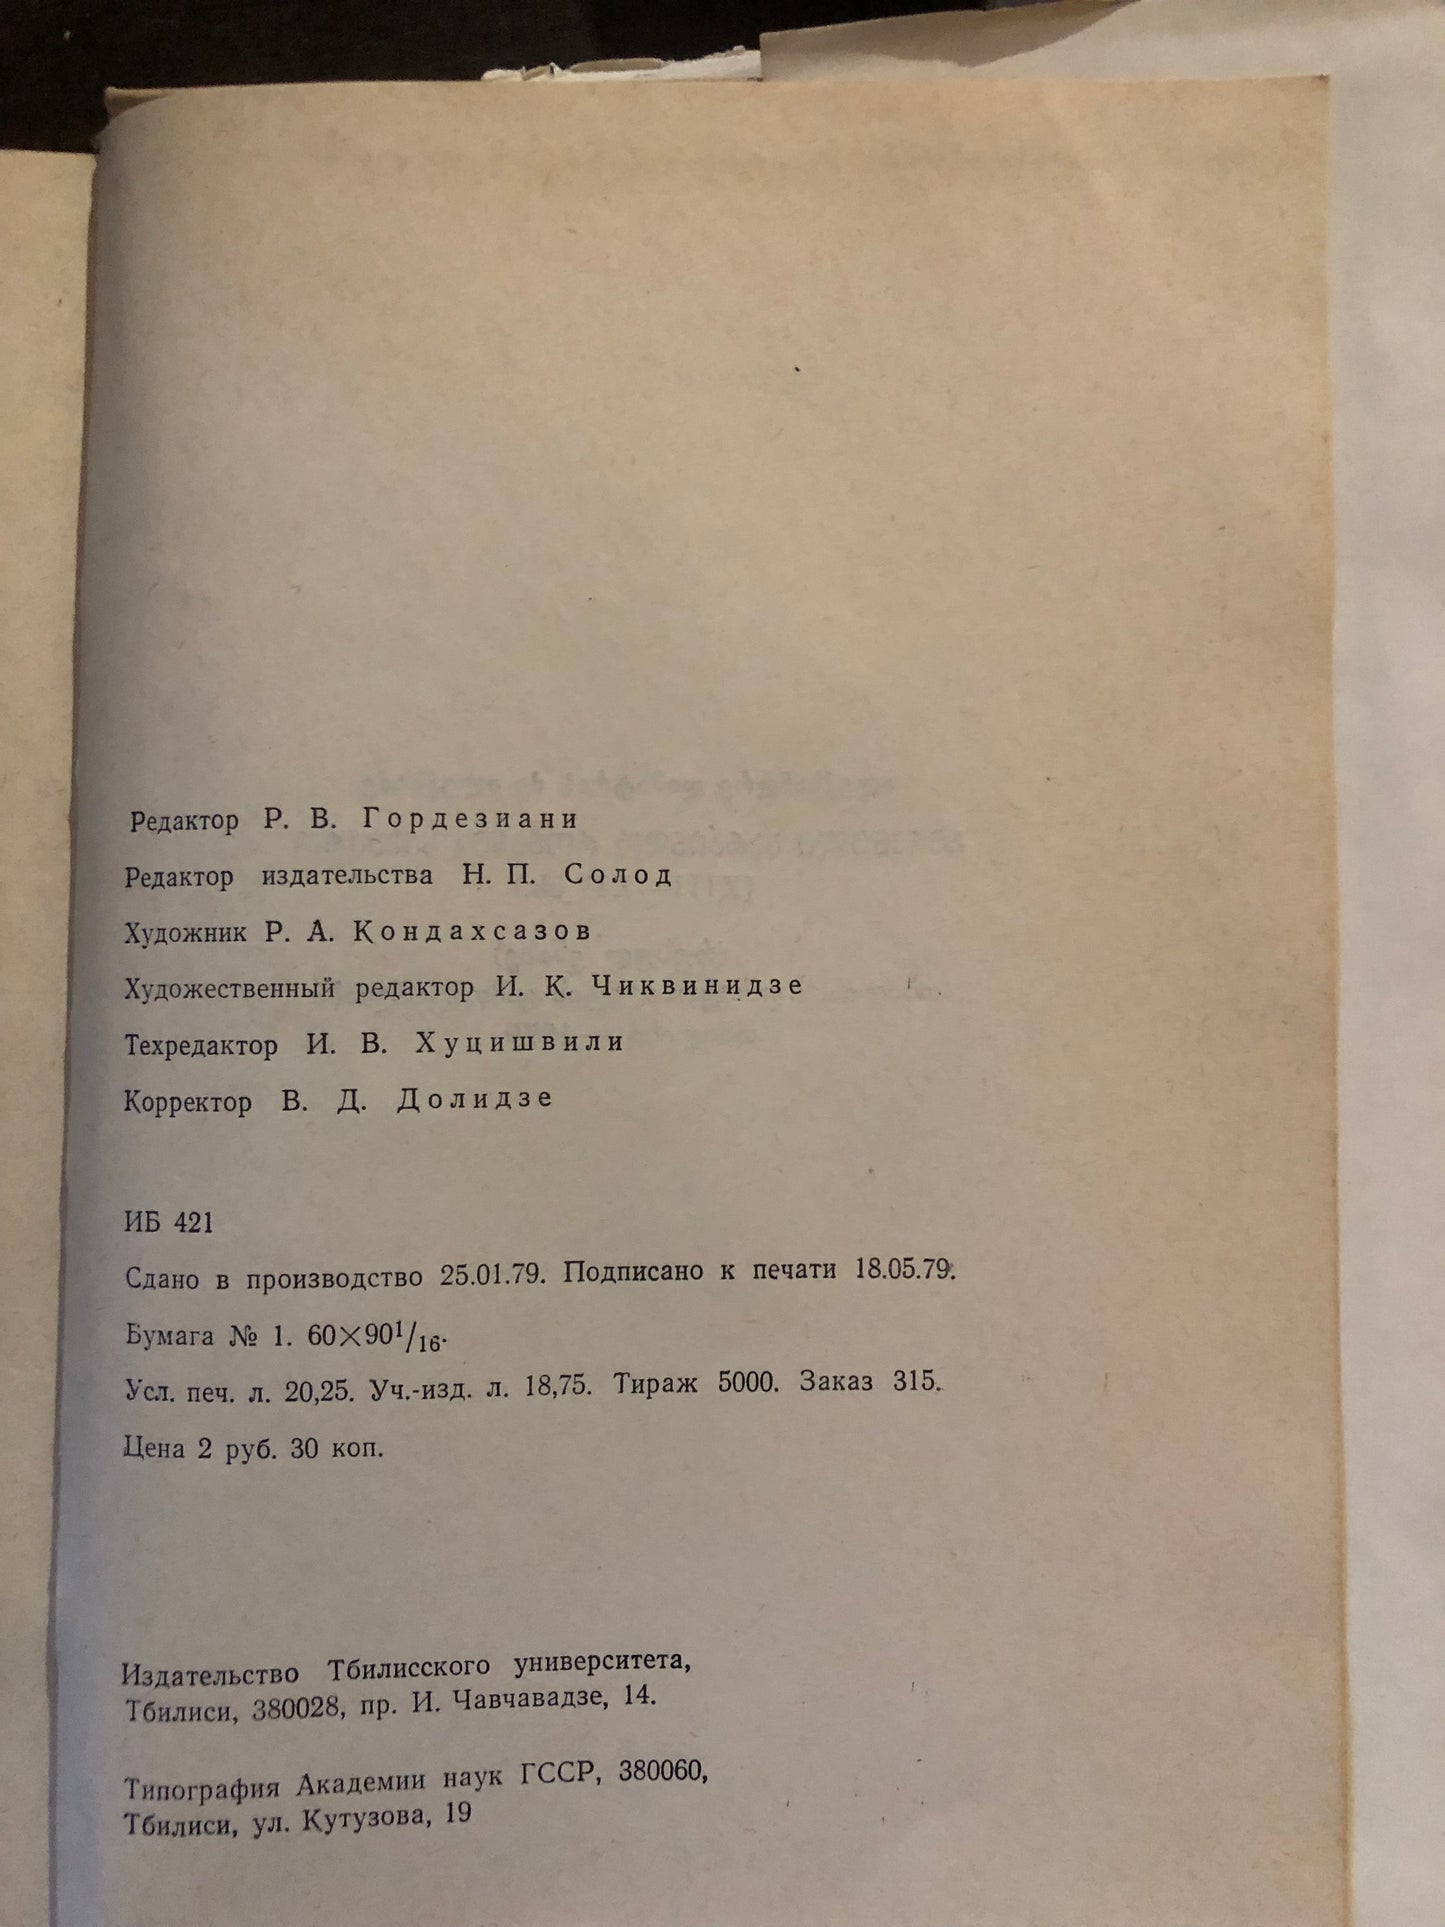 Редактор Р. В. Гордезиани
Редактор издательства Н. П. Солод
Художник Р. А. Кондахсазов
Художественный редактор И. К. Чиквинидзе
Техредактор И. В. Хуцишвили
Корректор В. Д. Долидзе
ИБ 421
Сдано в производство 25.01.79. Подписано к печати 18.05.79.
Бумага № 1. 60×90¹/₁₆.
Усл. печ. л. 20,25. Уч.-изд. л. 18,75. Тираж 5000. Заказ 315.
Цена 2 руб. 30 коп.
Издательство Тбилисского университета,
Тбилиси, 380028, пр. И. Чавчавадзе, 14.
Типография Академии наук ГССР, 380060,
Тбилиси, ул. Кутузова, 19